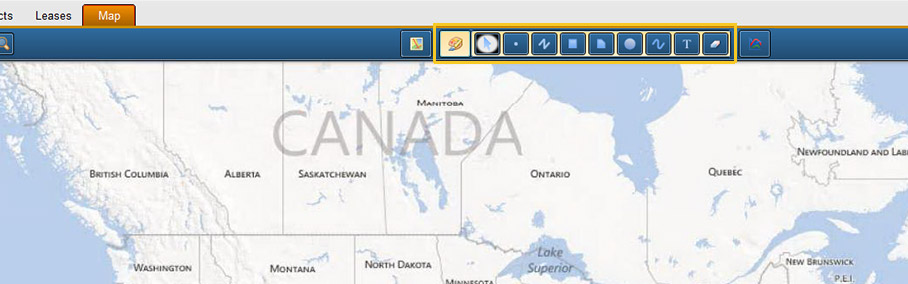 cts Leases Map
T
MANITOBA
CANADA
BRITISH COLUMBIA ALBERTA SASKATCHEWAN ONTARIO QUEBEC NEWFOUNDLAND AND LAB
WASHINGTON MONTANA NORTH DAKOTA MINNESOTA Lake Superior NEW BRUNSWICK
P.E.I.